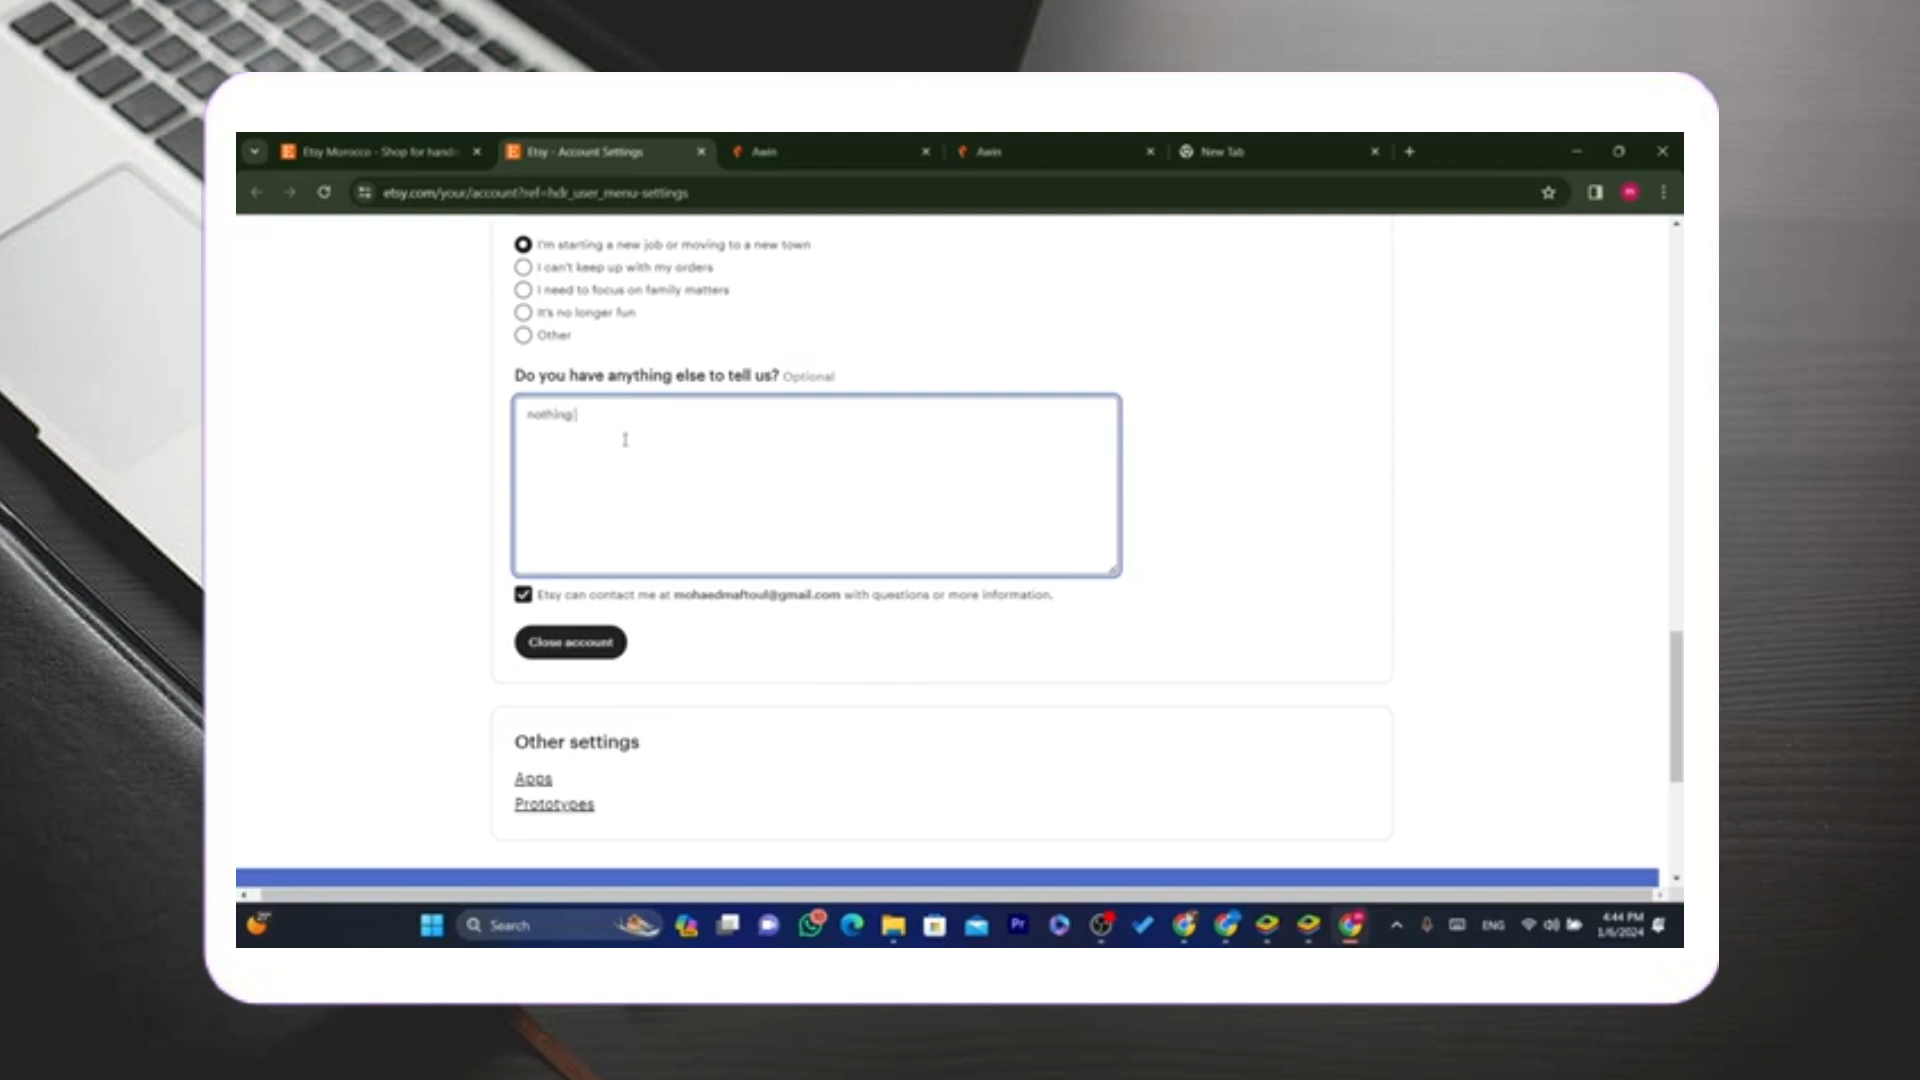 Etsy Morocco - Shop for hand
Etsy - Account Settings
Awin
Awin
New Tab
etsy.com/your/account?ref=hdr_user_menu-settings
I'm starting a new job or moving to a new town
I can't keep up with my orders
I need to focus on family matters
It's no longer fun
Other
Do you have anything else to tell us? Optional
nothing
Etsy can contact me at mohaedmaftoul@gmail.com with questions or more information.
Close account
Other settings
Apps
Prototypes
Search
Pr
ENG
4:44 PM
1/6/2024